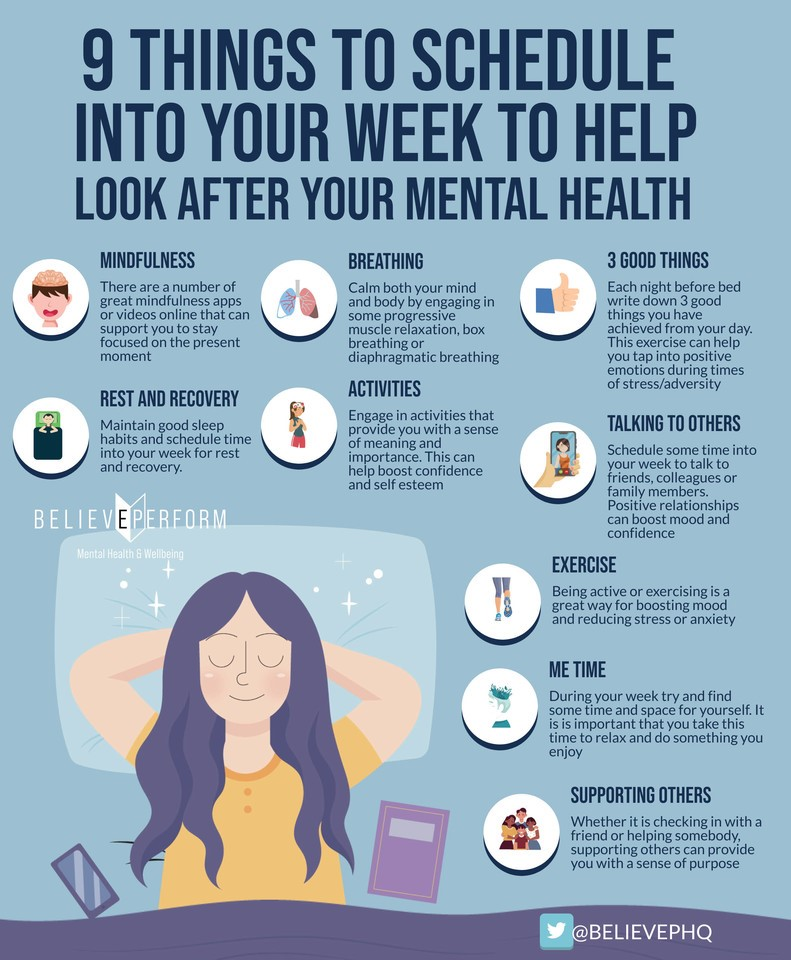 9 THINGS TO SCHEDULE
INTO YOUR WEEK TO HELP
LOOK AFTER YOUR MENTAL HEALTH
MINDFULNESS
There are a number of
great mindfulness apps
or videos online that can
support you to stay
focused on the present
moment
BREATHING
Calm both your mind
and body by engaging in
some progressive
muscle relaxation, box
breathing or
diaphragmatic breathing
3 GOOD THINGS
Each night before bed
write down 3 good
things you have
achieved from your day.
This exercise can help
you tap into positive
emotions during times
of stress/adversity
REST AND RECOVERY
Maintain good sleep
habits and schedule time
into your week for rest
and recovery.
ACTIVITIES
Engage in activities that
provide you with a sense
of meaning and
importance. This can
help boost confidence
and self esteem
TALKING TO OTHERS
Schedule some time into
your week to talk to
friends, colleagues or
family members.
Positive relationships
can boost mood and
confidence
BELIEVEPERFORM
Mental Health & Wellbeing
EXERCISE
Being active or exercising is a
great way for boosting mood
and reducing stress or anxiety
ME TIME
During your week try and find
some time and space for yourself. It
is is important that you take this
time to relax and do something you
enjoy
SUPPORTING OTHERS
Whether it is checking in with a
friend or helping somebody,
supporting others can provide
you with a sense of purpose
@BELIEVEPHQ